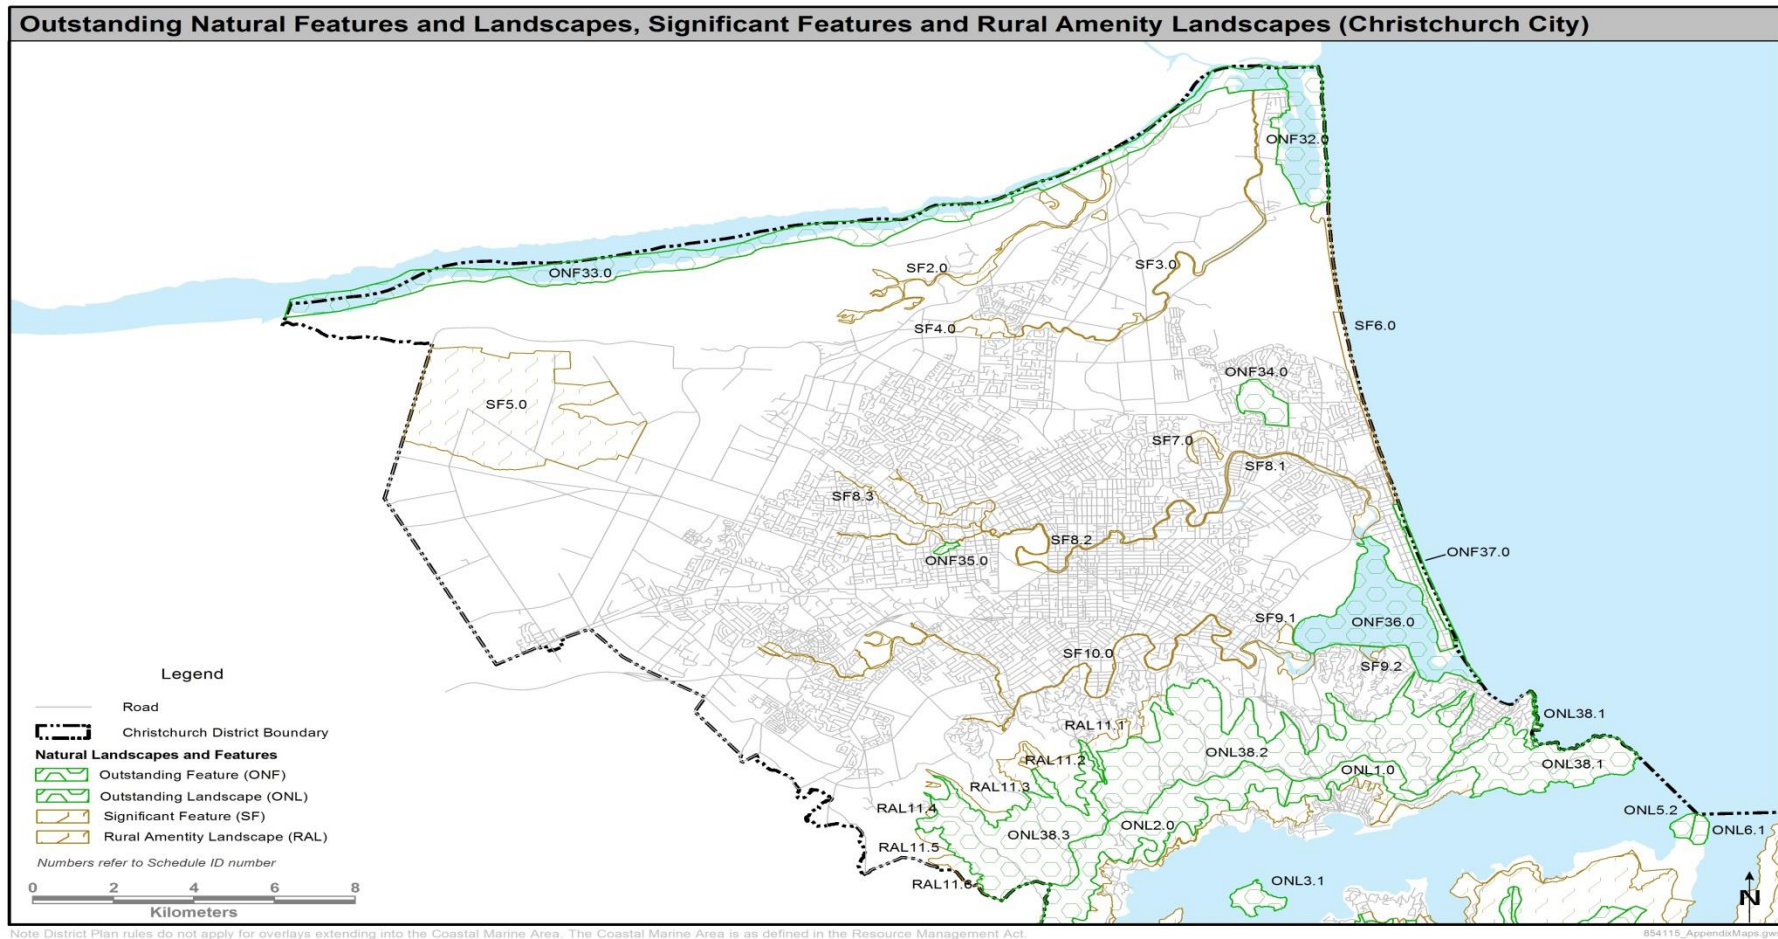 Outstanding Natural Features and Landscapes, Significant Features and Rural Amenity Landscapes (Christchurch City)
ONF32.0
ONF33.0
SF2.0
SF3.0
SF4.0
SF6.0
ONF34.0
SF5.0
SF7.0
SF8.1
SF8.3
SF8.2
ONF35.0
ONF37.0
SF9.1
ONF36.0
SF10.0
SF9.2
RAL11.1
ONL38.1
RAL11.2
ONL38.2
ONL1.0
ONL38.1
RAL11.3
RAL11.4
ONL38.3
ONL2.0
ONL5.2
ONL6.1
RAL11.5
RAL11.6
ONL3.1
Legend
Road
Christchurch District Boundary
Natural Landscapes and Features
Outstanding Feature (ONF)
Outstanding Landscape (ONL)
Significant Feature (SF)
Rural Amentity Landscape (RAL)
Numbers refer to Schedule ID number
0 2 4 6 8
Kilometers
N
Note District Plan rules do not apply for overlays extending into the Coastal Marine Area. The Coastal Marine Area is as defined in the Resource Management Act.
854115_AppendixMaps.gws